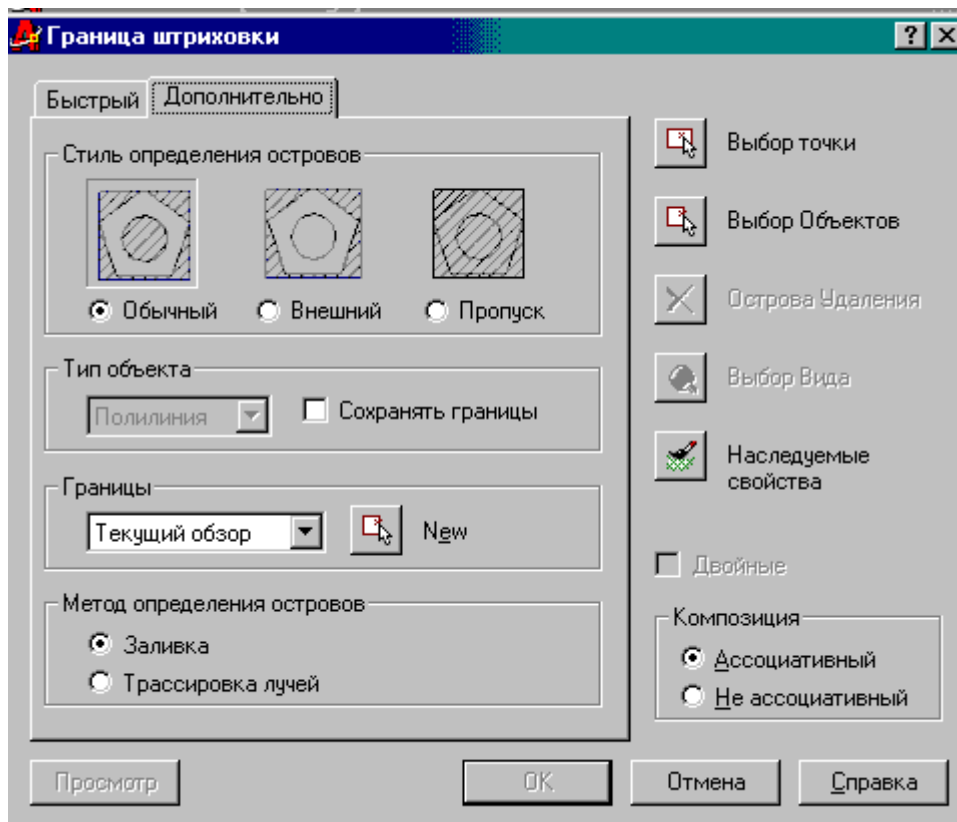 Граница штриховки
Быстрый Дополнительно
Стиль определения островов
Обычный Внешний Пропуск
Тип объекта
Полилиния Сохранять границы
Границы
Текущий обзор New
Метод определения островов
Заливка
Трассировка лучей
Выбор точки
Выбор Объектов
Острова Удаления
Выбор Вида
Наследуемые
свойства
Двойные
Композиция
Ассоциативный
Не ассоциативный
Просмотр OK Отмена Справка